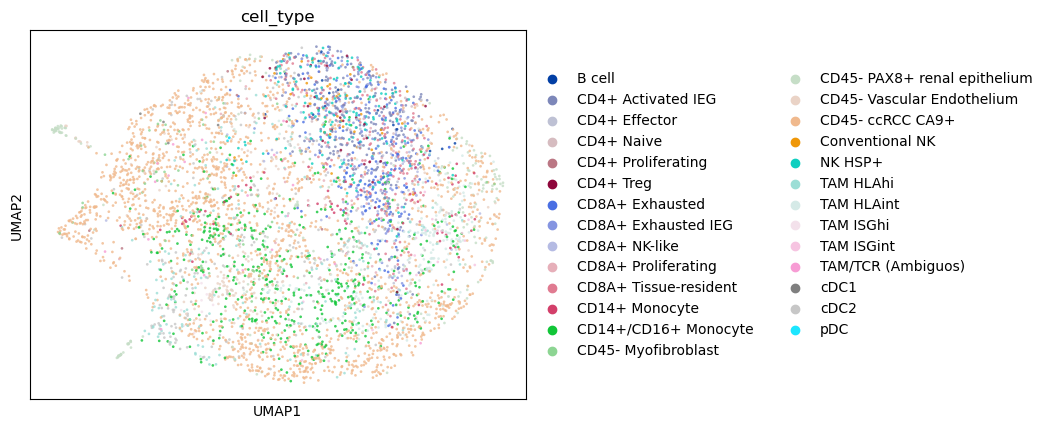 cell_type
UMAP2
UMAP1
B cell
CD4+ Activated IEG
CD4+ Effector
CD4+ Naive
CD4+ Proliferating
CD4+ Treg
CD8A+ Exhausted
CD8A+ Exhausted IEG
CD8A+ NK-like
CD8A+ Proliferating
CD8A+ Tissue-resident
CD14+ Monocyte
CD14+/CD16+ Monocyte
CD45- Myofibroblast
CD45- PAX8+ renal epithelium
CD45- Vascular Endothelium
CD45- ccRCC CA9+
Conventional NK
NK HSP+
TAM HLAhi
TAM HLAint
TAM ISGhi
TAM ISGint
TAM/TCR (Ambiguos)
cDC1
cDC2
pDC